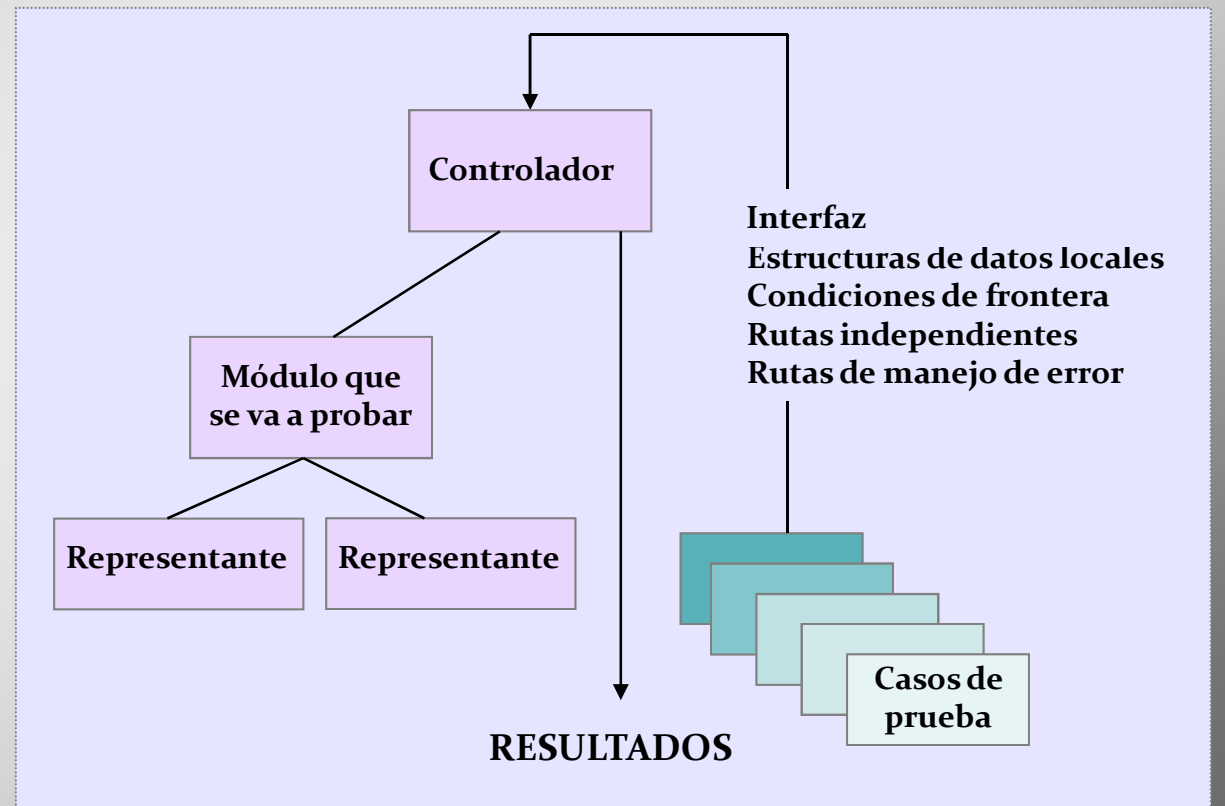 Controlador
Interfaz
Estructuras de datos locales
Condiciones de frontera
Rutas independientes
Rutas de manejo de error
Módulo que
se va a probar
Representante
Representante
Casos de
prueba
RESULTADOS